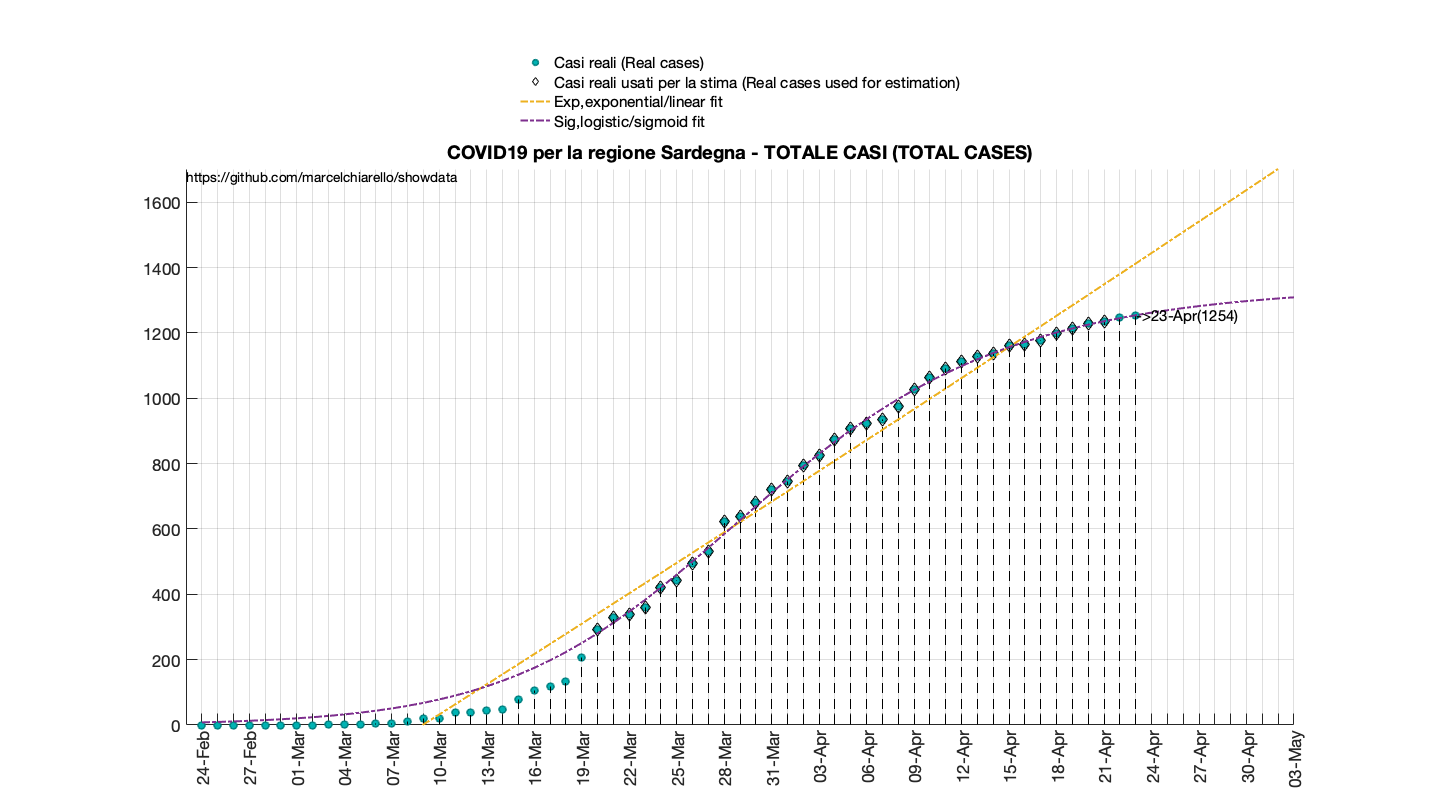 Casi reali (Real cases)
Casi reali usati per la stima (Real cases used for estimation)
Exp,exponential/linear fit
Sig,logistic/sigmoid fit
COVID19 per la regione Sardegna - TOTALE CASI (TOTAL CASES)
https://github.com/marcelchiarello/showdata
1600
1400
1200
1000
800
600
400
200
0
->23-Apr(1254)
24-Feb
27-Feb
01-Mar
04-Mar
07-Mar
10-Mar
13-Mar
16-Mar
19-Mar
22-Mar
25-Mar
28-Mar
31-Mar
03-Apr
06-Apr
09-Apr
12-Apr
15-Apr
18-Apr
21-Apr
24-Apr
27-Apr
30-Apr
03-May